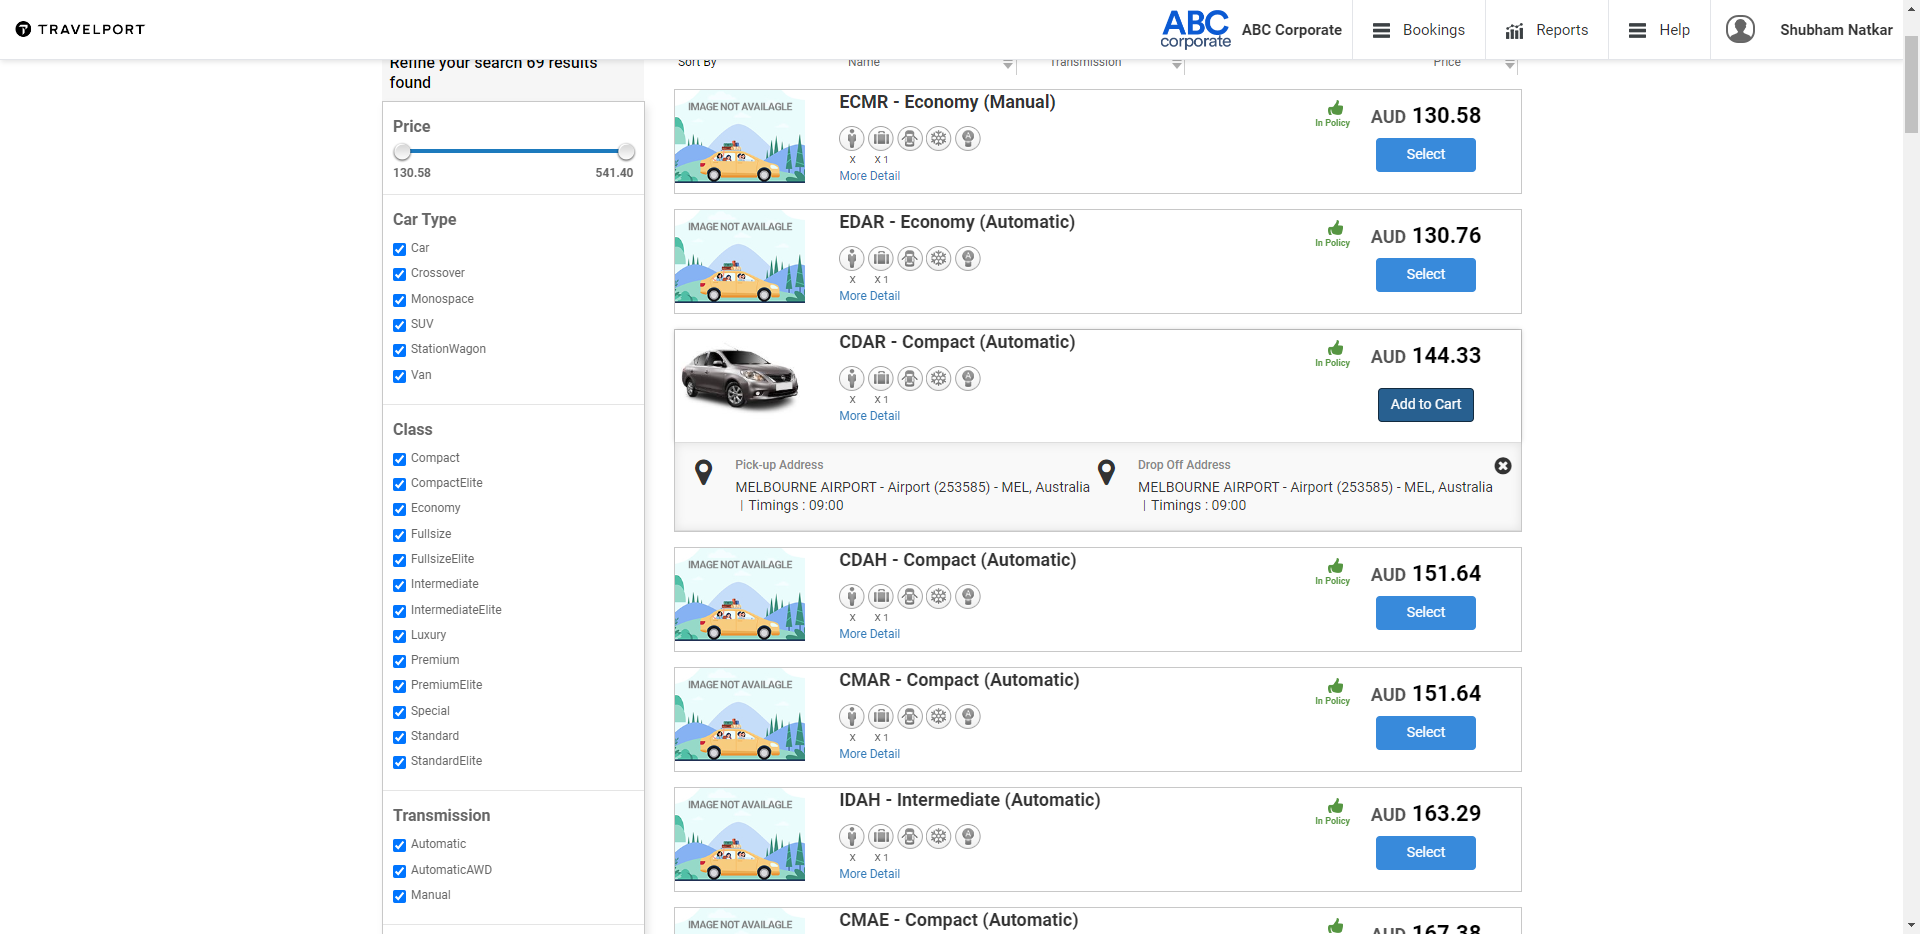 TRAVELPORT
ABC
corporate
ABC Corporate
Bookings
Reports
Help
Shubham Natkar
Refine your search 69 results
found
Price
130.58
541.40
Car Type
Car
Crossover
Monospace
SUV
StationWagon
Van
Class
Compact
CompactElite
Economy
Fullsize
FullsizeElite
Intermediate
IntermediateElite
Luxury
Premium
PremiumElite
Special
Standard
StandardElite
Transmission
Automatic
AutomaticAWD
Manual
Sort By
Name
Transmission
Price
IMAGE NOT AVAILAGLE
ECMR - Economy (Manual)
X X 1
More Detail
In Policy
AUD 130.58
Select
IMAGE NOT AVAILAGLE
EDAR - Economy (Automatic)
X X 1
More Detail
In Policy
AUD 130.76
Select
CDAR - Compact (Automatic)
X X 1
More Detail
In Policy
AUD 144.33
Add to Cart
Pick-up Address
MELBOURNE AIRPORT - Airport (253585) - MEL, Australia
| Timings : 09:00
Drop Off Address
MELBOURNE AIRPORT - Airport (253585) - MEL, Australia
| Timings : 09:00
IMAGE NOT AVAILAGLE
CDAH - Compact (Automatic)
X X 1
More Detail
In Policy
AUD 151.64
Select
IMAGE NOT AVAILAGLE
CMAR - Compact (Automatic)
X X 1
More Detail
In Policy
AUD 151.64
Select
IMAGE NOT AVAILAGLE
IDAH - Intermediate (Automatic)
X X 1
More Detail
In Policy
AUD 163.29
Select
IMAGE NOT AVAILAGLE
CMAE - Compact (Automatic)
AUD 167.38